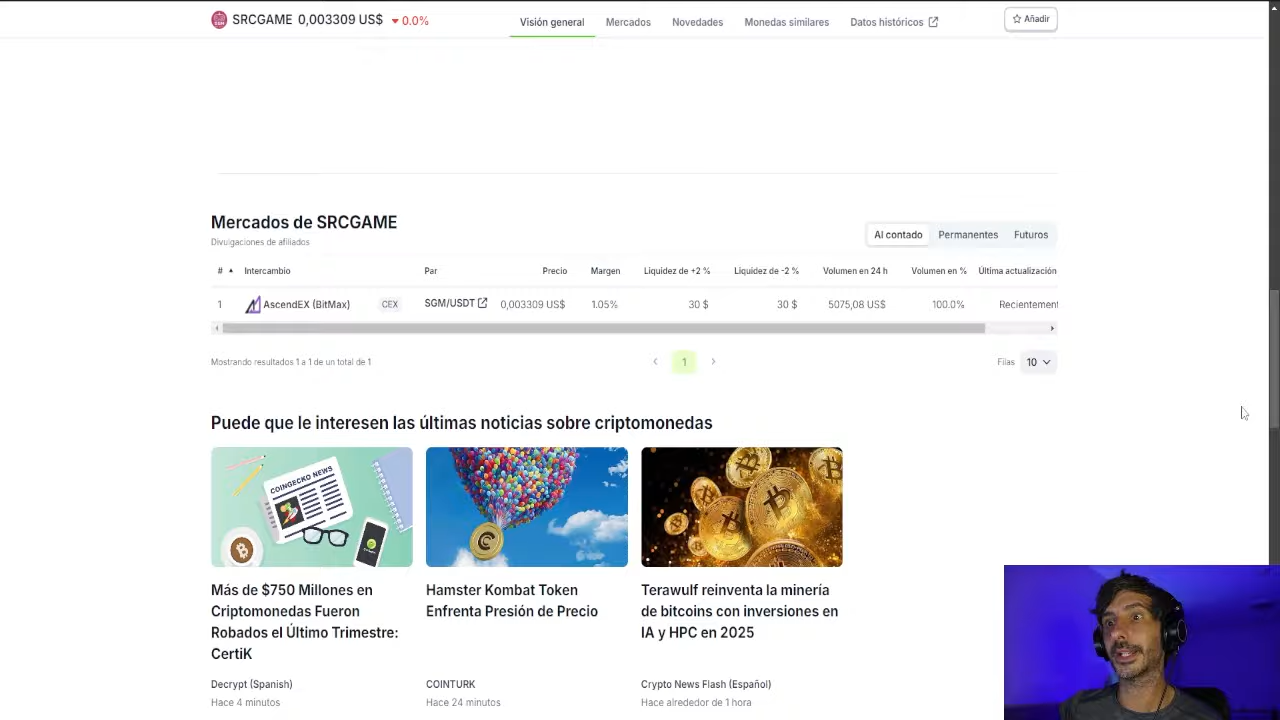 SRCGAME 0,003309 US$ 0.0%
Visión general Mercados Novedades Monedas similares Datos históricos
Añadir
Mercados de SRCGAME
Divulgaciones de afiliados
Al contado Permanentes Futuros
# Intercambio Par Precio Margen Liquidez de +2 % Liquidez de -2 % Volumen en 24 h Volumen en % Última actualización
1 AscendEX (BitMax) CEX SGM/USDT 0,003309 US$ 1.05% 30 $ 30 $ 5075,08 US$ 100.0% Recientement
Mostrando resultados 1 a 1 de un total de 1
1
Filas 10
Puede que le interesen las últimas noticias sobre criptomonedas
COINGECKO NEWS
Más de $750 Millones en
Criptomonedas Fueron
Robados el Último Trimestre:
CertiK
Decrypt (Spanish)
Hace 4 minutos
Hamster Kombat Token
Enfrenta Presión de Precio
COINTURK
Hace 24 minutos
Terawulf reinventa la minería
de bitcoins con inversiones en
IA y HPC en 2025
Crypto News Flash (Español)
Hace alrededor de 1 hora